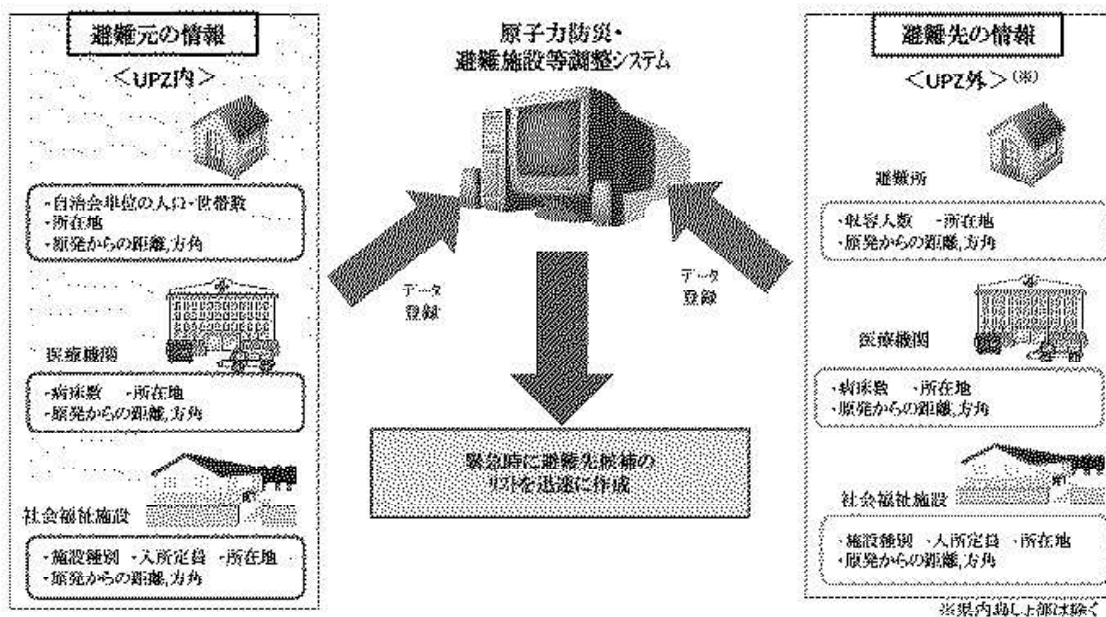 避難元の情報
<UPZ内>
・自治会単位の人口・世帯数
・所在地
・原発からの距離,方角
医療機関
・病床数 ・所在地
・原発からの距離,方角
社会福祉施設
・施設種別 ・入所定員 ・所在地
・原発からの距離,方角
原子力防災・
避難施設等調整システム
データ
登録
データ
登録
緊急時に避難先候補の
リストを迅速に作成
避難先の情報
<UPZ外>(※)
避難所
・収容人数 ・所在地
・原発からの距離,方角
医療機関
・病床数 ・所在地
・原発からの距離,方角
社会福祉施設
・施設種別 ・入所定員 ・所在地
・原発からの距離,方角
※県内島しょ部は除く